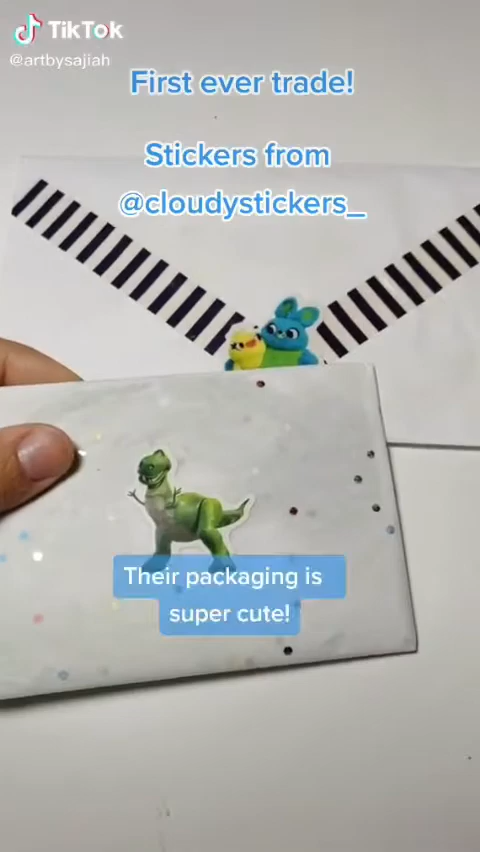 TikTok
@artbysajiah
First ever trade!
Stickers from
@cloudystickers_
Their packaging is
super cute!